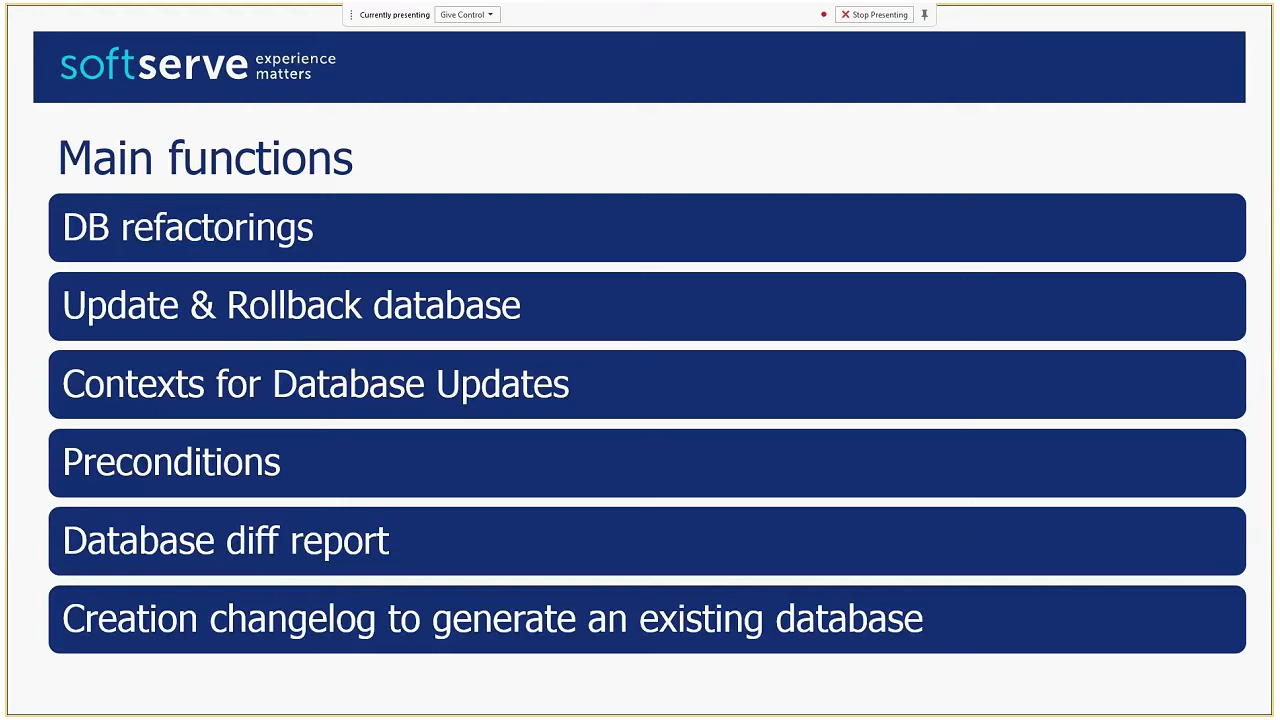 Currently presenting Give Control Stop Presenting
softserve experience matters
Main functions
DB refactorings
Update & Rollback database
Contexts for Database Updates
Preconditions
Database diff report
Creation changelog to generate an existing database